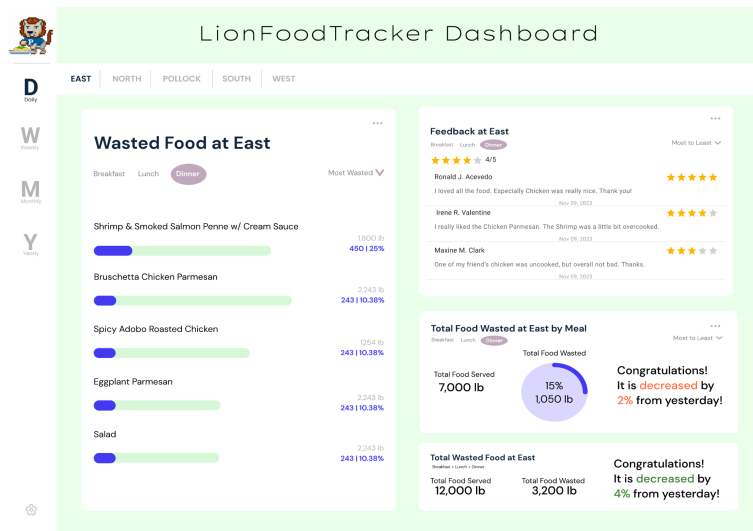 LionFoodTracker Dashboard
D
Daily
W
Weekly
M
Monthly
Y
Yearly
EAST NORTH POLLOCK SOUTH WEST
Wasted Food at East
Breakfast Lunch Dinner Most Wasted
Shrimp & Smoked Salmon Penne w/ Cream Sauce
1,800 lb
450 | 25%
Bruschetta Chicken Parmesan
2,243 lb
243 | 10.38%
Spicy Adobo Roasted Chicken
1254 lb
243 | 10.38%
Eggplant Parmesan
2,243 lb
243 | 10.38%
Salad
2,243 lb
243 | 10.38%
Feedback at East
Breakfast Lunch Dinner Most to Least
4/5
Ronald J. Acevedo
I loved all the food. Especially Chicken was really nice. Thank you!
Nov 09, 2023
Irene R. Valentine
I really liked the Chicken Parmesan. The Shrimp was a little bit overcooked.
Nov 09, 2023
Maxine M. Clark
One of my friend's chicken was uncooked, but overall not bad. Thanks.
Nov 09, 2023
Total Food Wasted at East by Meal
Breakfast Lunch Dinner Most to Least
Total Food Served
7,000 lb
Total Food Wasted
15%
1,050 lb
Congratulations!
It is decreased by
2% from yesterday!
Total Wasted Food at East
Breakfast + Lunch + Dinner
Total Food Served
12,000 lb
Total Food Wasted
3,200 lb
Congratulations!
It is decreased by
4% from yesterday!